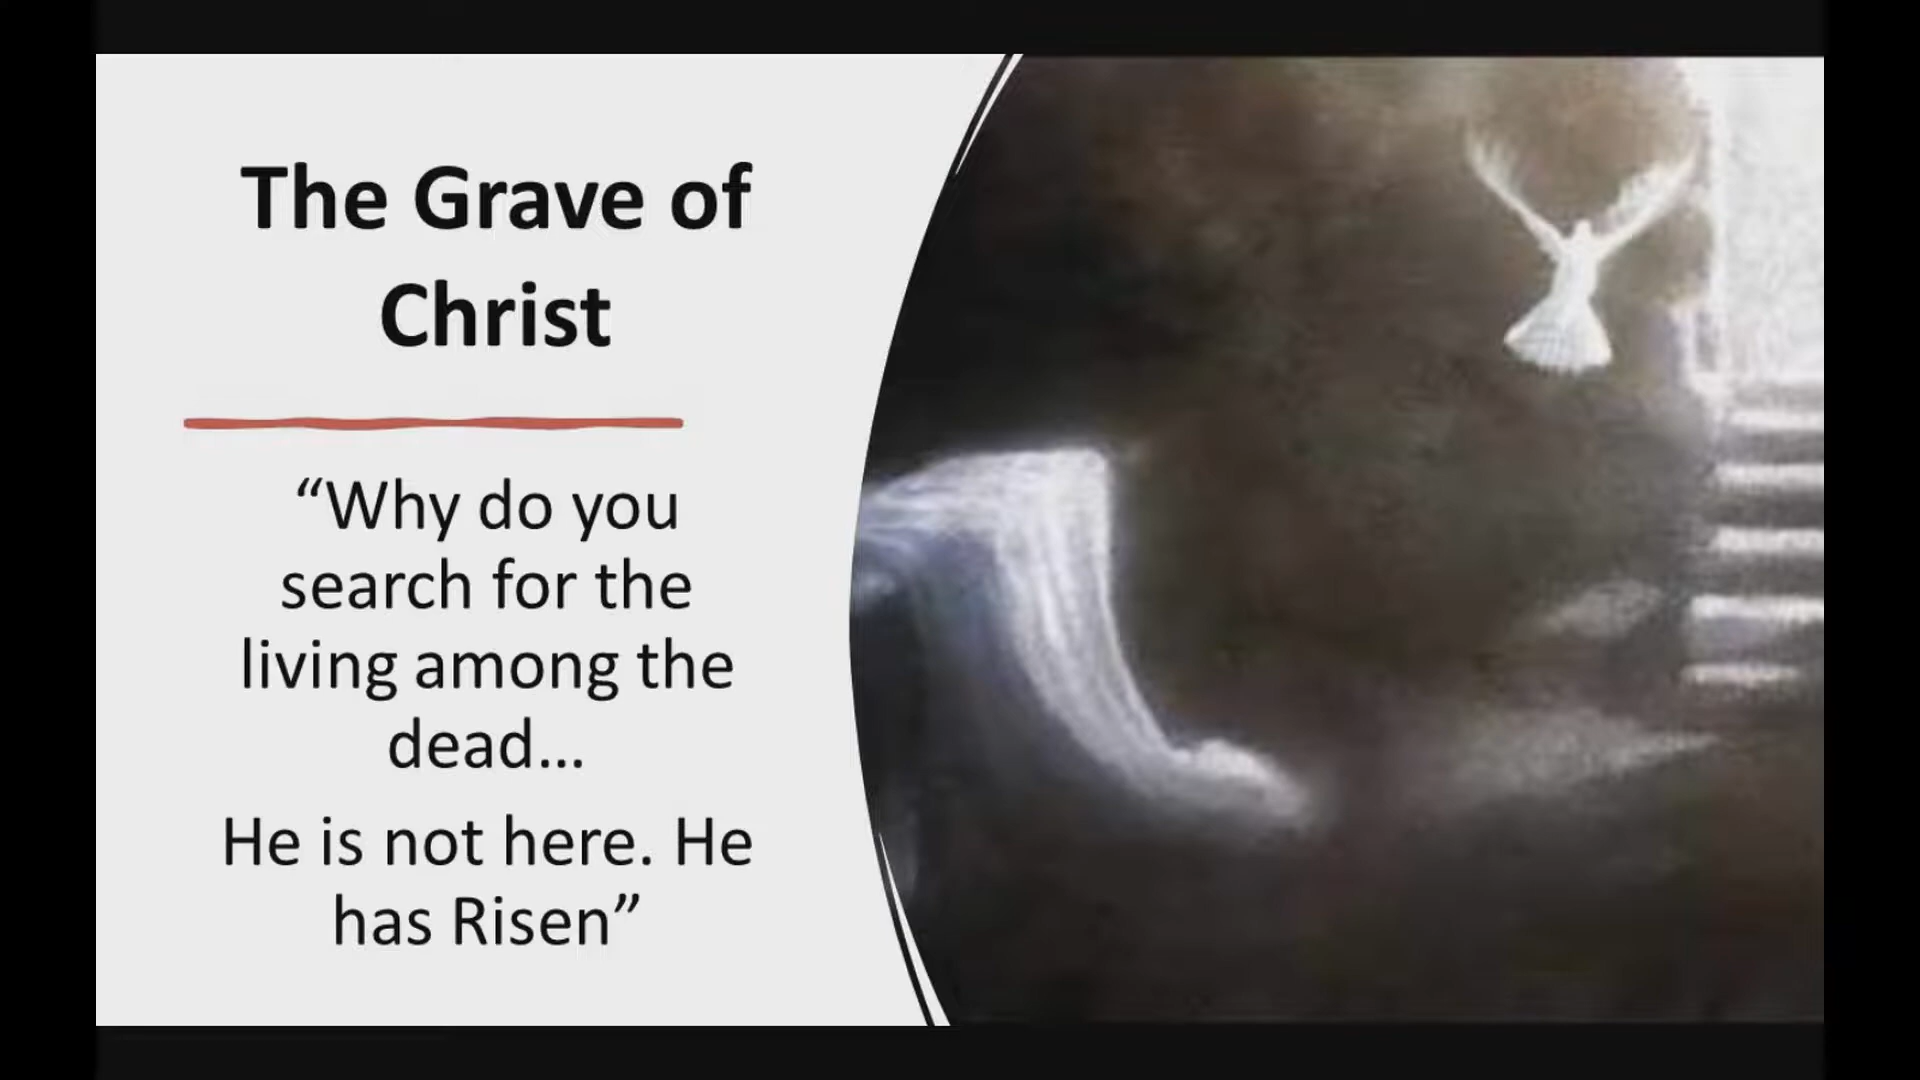 The Grave of
Christ
“Why do you
search for the
living among the
dead...
He is not here. He
has Risen”